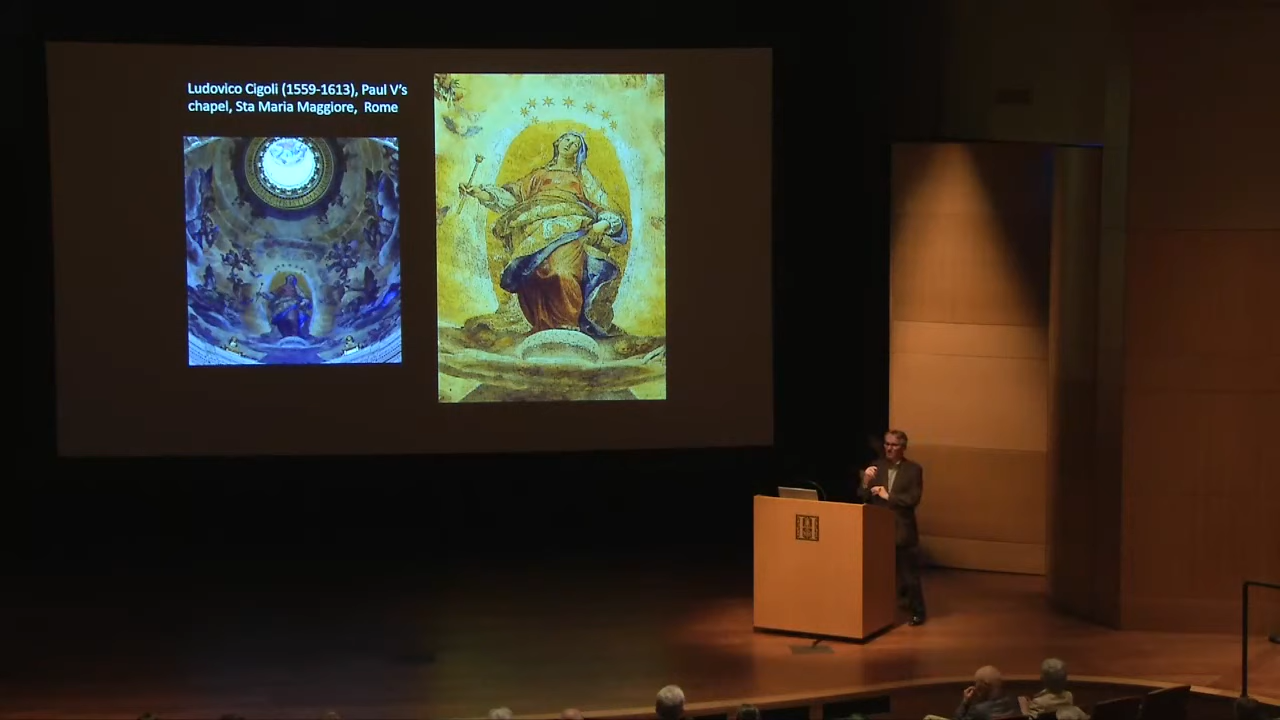 Ludovico Cigoli (1559-1613), Paul V's
chapel, Sta Maria Maggiore, Rome